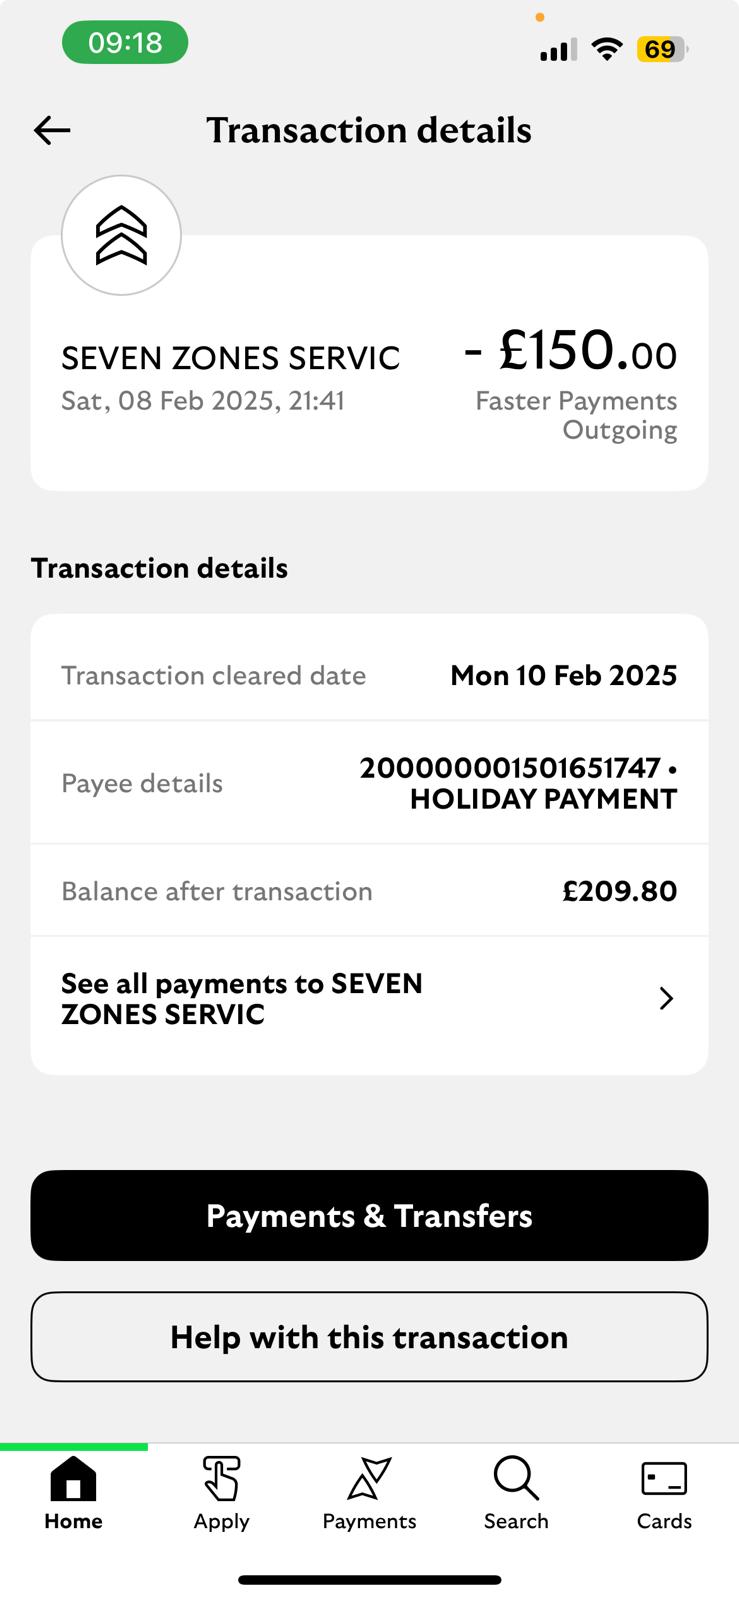 09:18
69
Transaction details
SEVEN ZONES SERVIC
- £150.00
Sat, 08 Feb 2025, 21:41
Faster Payments
Outgoing
Transaction details
Transaction cleared date
Mon 10 Feb 2025
Payee details
200000001501651747 •
HOLIDAY PAYMENT
Balance after transaction
£209.80
See all payments to SEVEN
ZONES SERVIC
Payments & Transfers
Help with this transaction
Home
Apply
Payments
Search
Cards